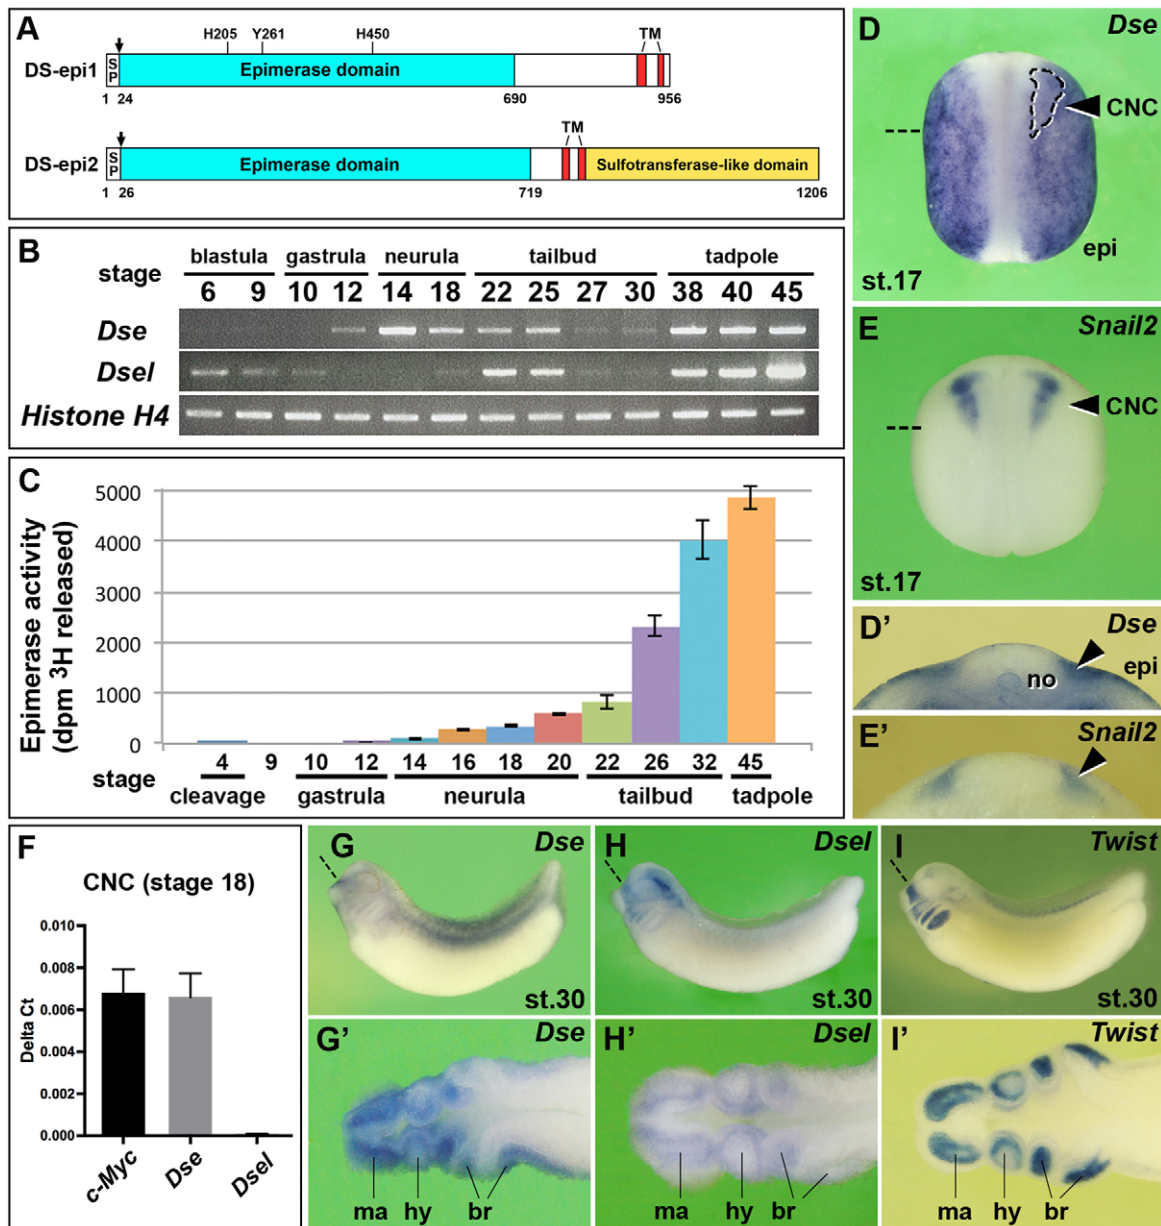 A
H205 Y261 H450 TM
DS-epi1 SP Epimerase domain
1 24 690 956
TM
DS-epi2 SP Epimerase domain Sulfotransferase-like domain
1 26 719 1206
B
blastula gastrula neurula tailbud tadpole
stage 6 9 10 12 14 18 22 25 27 30 38 40 45
Dse
Dsel
Histone H4
C
Epimerase activity
(dpm ³H released)
5000
4000
3000
2000
1000
0
stage 4 9 10 12 14 16 18 20 22 26 32 45
cleavage gastrula neurula tailbud tadpole
D Dse
CNC
epi
st.17
E Snail2
CNC
st.17
D' Dse
epi
no
E' Snail2
F
CNC (stage 18)
Delta Ct
0.010
0.008
0.006
0.004
0.002
0.000
c-Myc Dse Dsel
G Dse
st.30
H Dsel
st.30
I Twist
st.30
G' Dse
ma hy br
H' Dsel
ma hy br
I' Twist
ma hy br